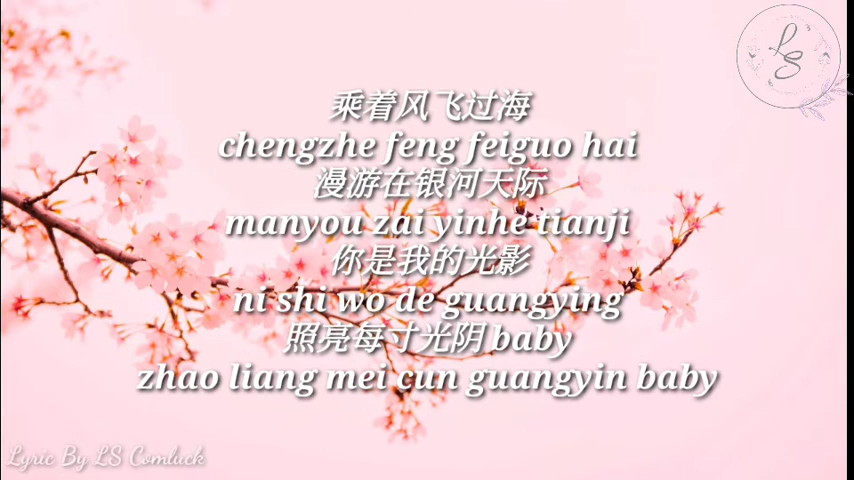 LS
乘着风飞过海
chengzhe feng feiguo hai
漫游在银河天际
manyou zai yinhe tianji
你是我的光影
ni shi wo de guangying
照亮每寸光阴 baby
zhao liang mei cun guangyin baby
Lyric By LS Comluck